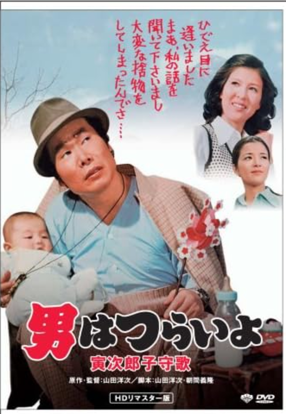 ひでえ目に
逢いました
まあ、私の話を
聞いて下さいまし
大変な捨物を
してしまったんでさ‥‥
男はつらいよ
寅次郎子守歌
原作・監督:山田洋次/脚本:山田洋次・朝間義隆
HDリマスター版
DVD